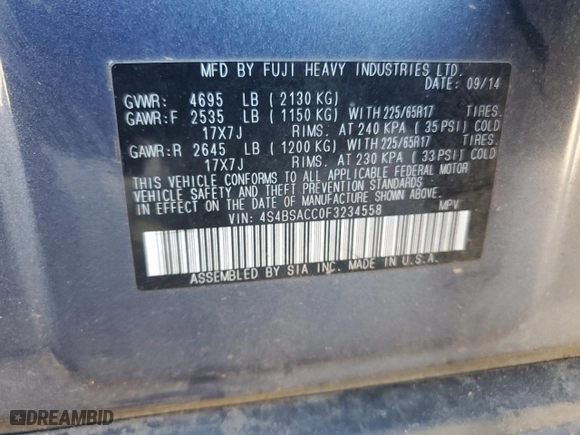 MFD BY FUJI HEAVY INDUSTRIES LTD.
DATE: 09/14
GVWR: 4695 LB ( 2130 KG)
GAWR:F 2535 LB ( 1150 KG) WITH 225/65R17 TIRES.
17X7J RIMS. AT 240 KPA ( 35 PSI) COLD
GAWR:R 2645 LB ( 1200 KG) WITH 225/65R17 TIRES.
17X7J RIMS. AT 230 KPA ( 33 PSI) COLD
THIS VEHICLE CONFORMS TO ALL APPLICABLE FEDERAL MOTOR
VEHICLE SAFETY AND THEFT PREVENTION STANDARDS
IN EFFECT ON THE DATE OF MANUFACTURE SHOWN ABOVE.
VIN: 4S4BSACC0F3234558 MPV
ASSEMBLED BY SIA INC. MADE IN U.S.A.
DREAMBID